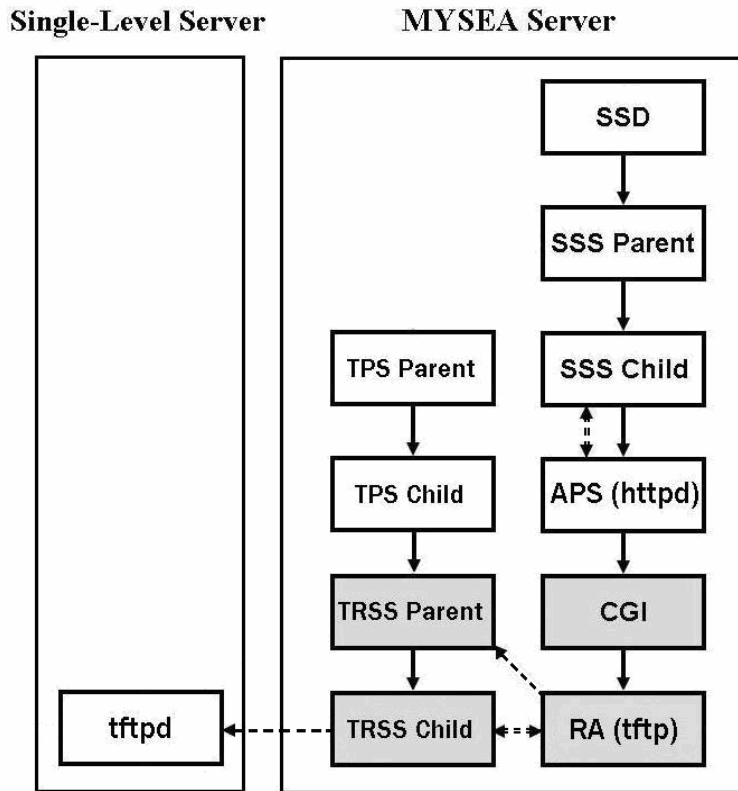 Single-Level Server
MYSEA Server
SSD
SSS Parent
TPS Parent
SSS Child
TPS Child
APS (httpd)
TRSS Parent
CGI
tftpd
TRSS Child
RA (tftp)